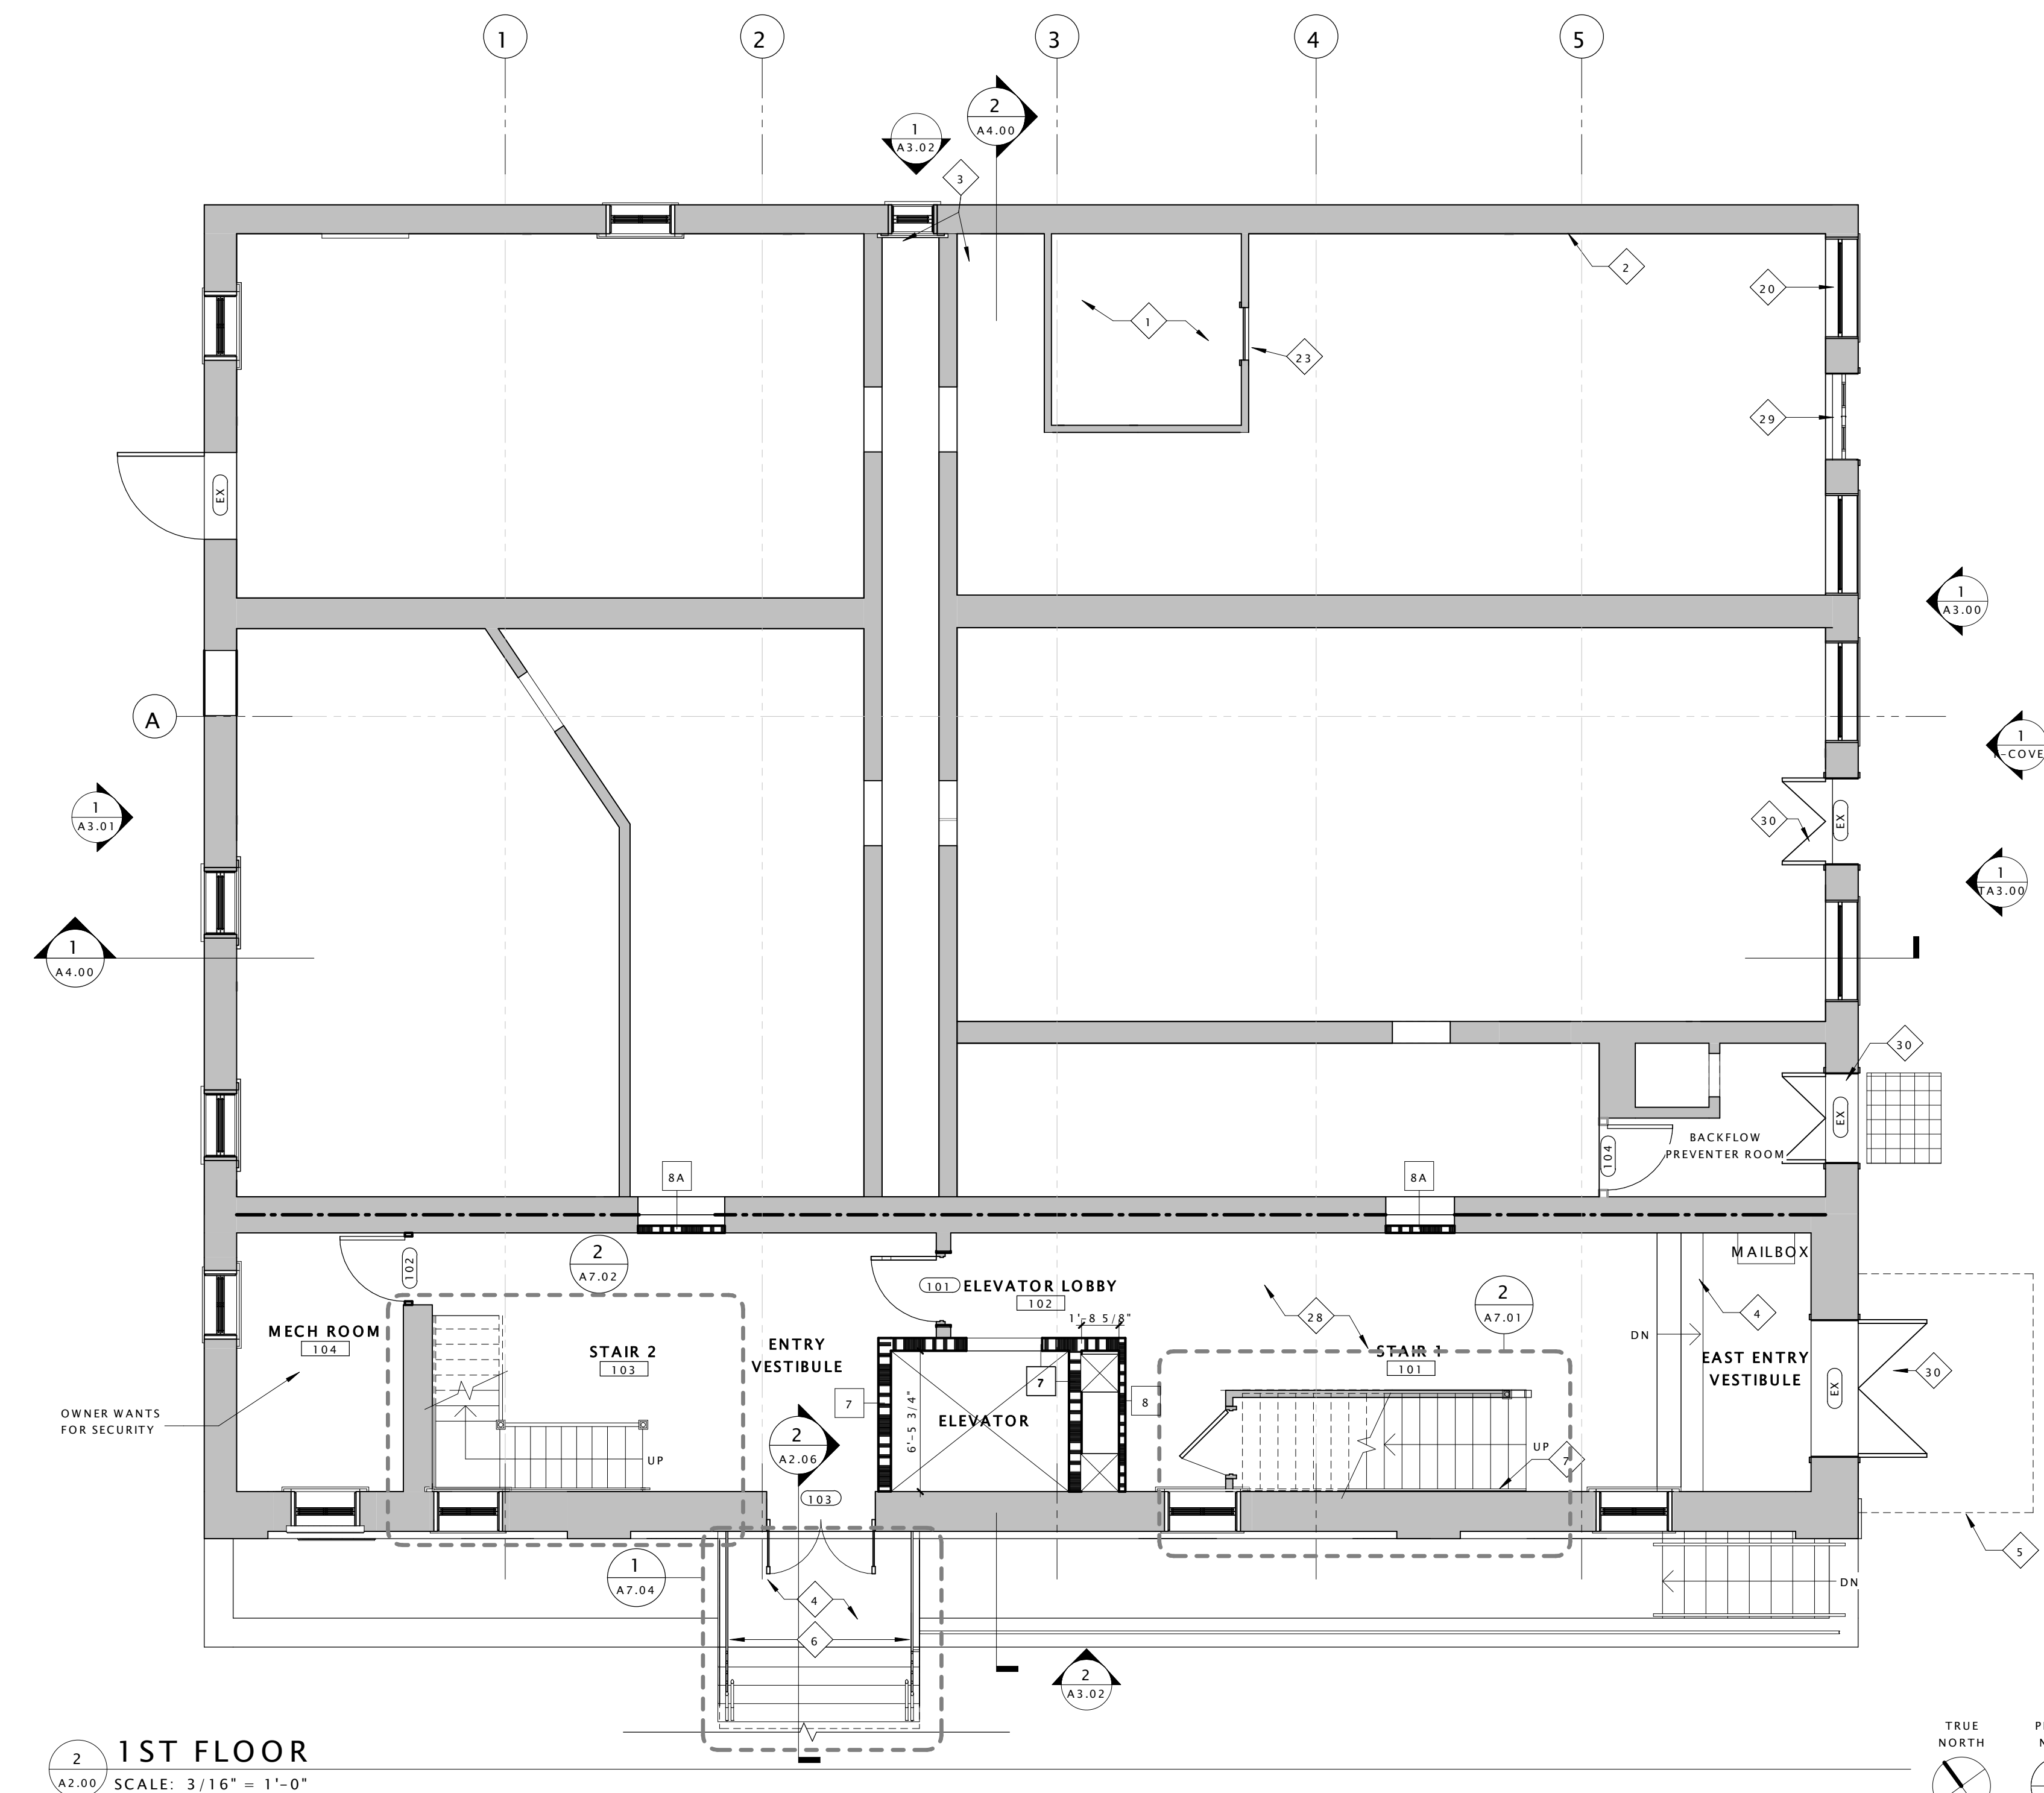 1 2 3 4 5
2
A4.00
1
A3.02
3
2
20
1
23
29
EX
1
A3.00
A
1
1
A3.01
30
EX
1
TA3.00
1
A4.00
30
EX
BACKFLOW
PREVENTER ROOM
104
8A
8A
2
A7.02
102
101
ELEVATOR LOBBY
102
MAILBOX
2
A7.01
4
28
1'-8 5/8"
DN
MECH ROOM
104
STAIR 2
103
ENTRY
VESTIBULE
STAIR 1
101
EAST ENTRY
VESTIBULE
30
EX
7
7
8
6'-5 3/4"
ELEVATOR
OWNER WANTS
FOR SECURITY
2
A2.06
UP
UP
7
103
5
1
A7.04
4
DN
6
2
A3.02
2
A2.00
1ST FLOOR
SCALE: 3/16" = 1'-0"
TRUE
NORTH